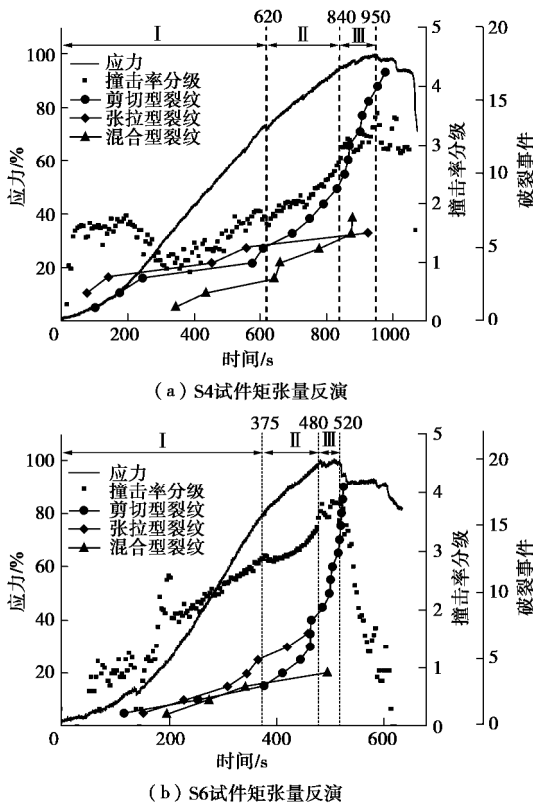 620 840 950
Ⅰ Ⅱ Ⅲ
应力
撞击率分级
剪切型裂纹
张拉型裂纹
混合型裂纹
100
80
60
40
20
应力/%
0 200 400 600 800 1000
时间/s
5
4
3
2
1
0
撞击率分级
20
15
10
5
0
破裂事件
(a) S4试件矩张量反演
375 480 520
Ⅰ Ⅱ Ⅲ
应力
撞击率分级
剪切型裂纹
张拉型裂纹
混合型裂纹
100
80
60
40
20
应力/%
0 200 400 600
时间/s
5
4
3
2
1
0
撞击率分级
20
15
10
5
0
破裂事件
(b) S6试件矩张量反演